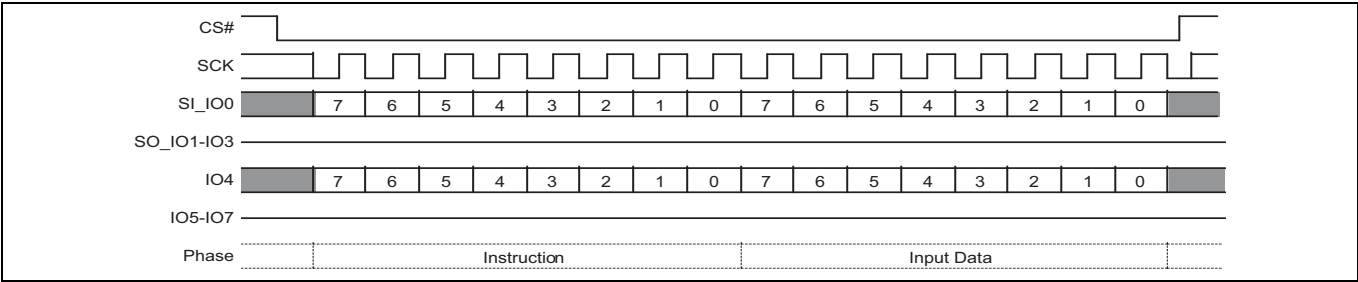 CS#
SCK
SI_IO0 7 6 5 4 3 2 1 0 7 6 5 4 3 2 1 0
SO_IO1-IO3
IO4 7 6 5 4 3 2 1 0 7 6 5 4 3 2 1 0
IO5-IO7
Phase Instruction Input Data